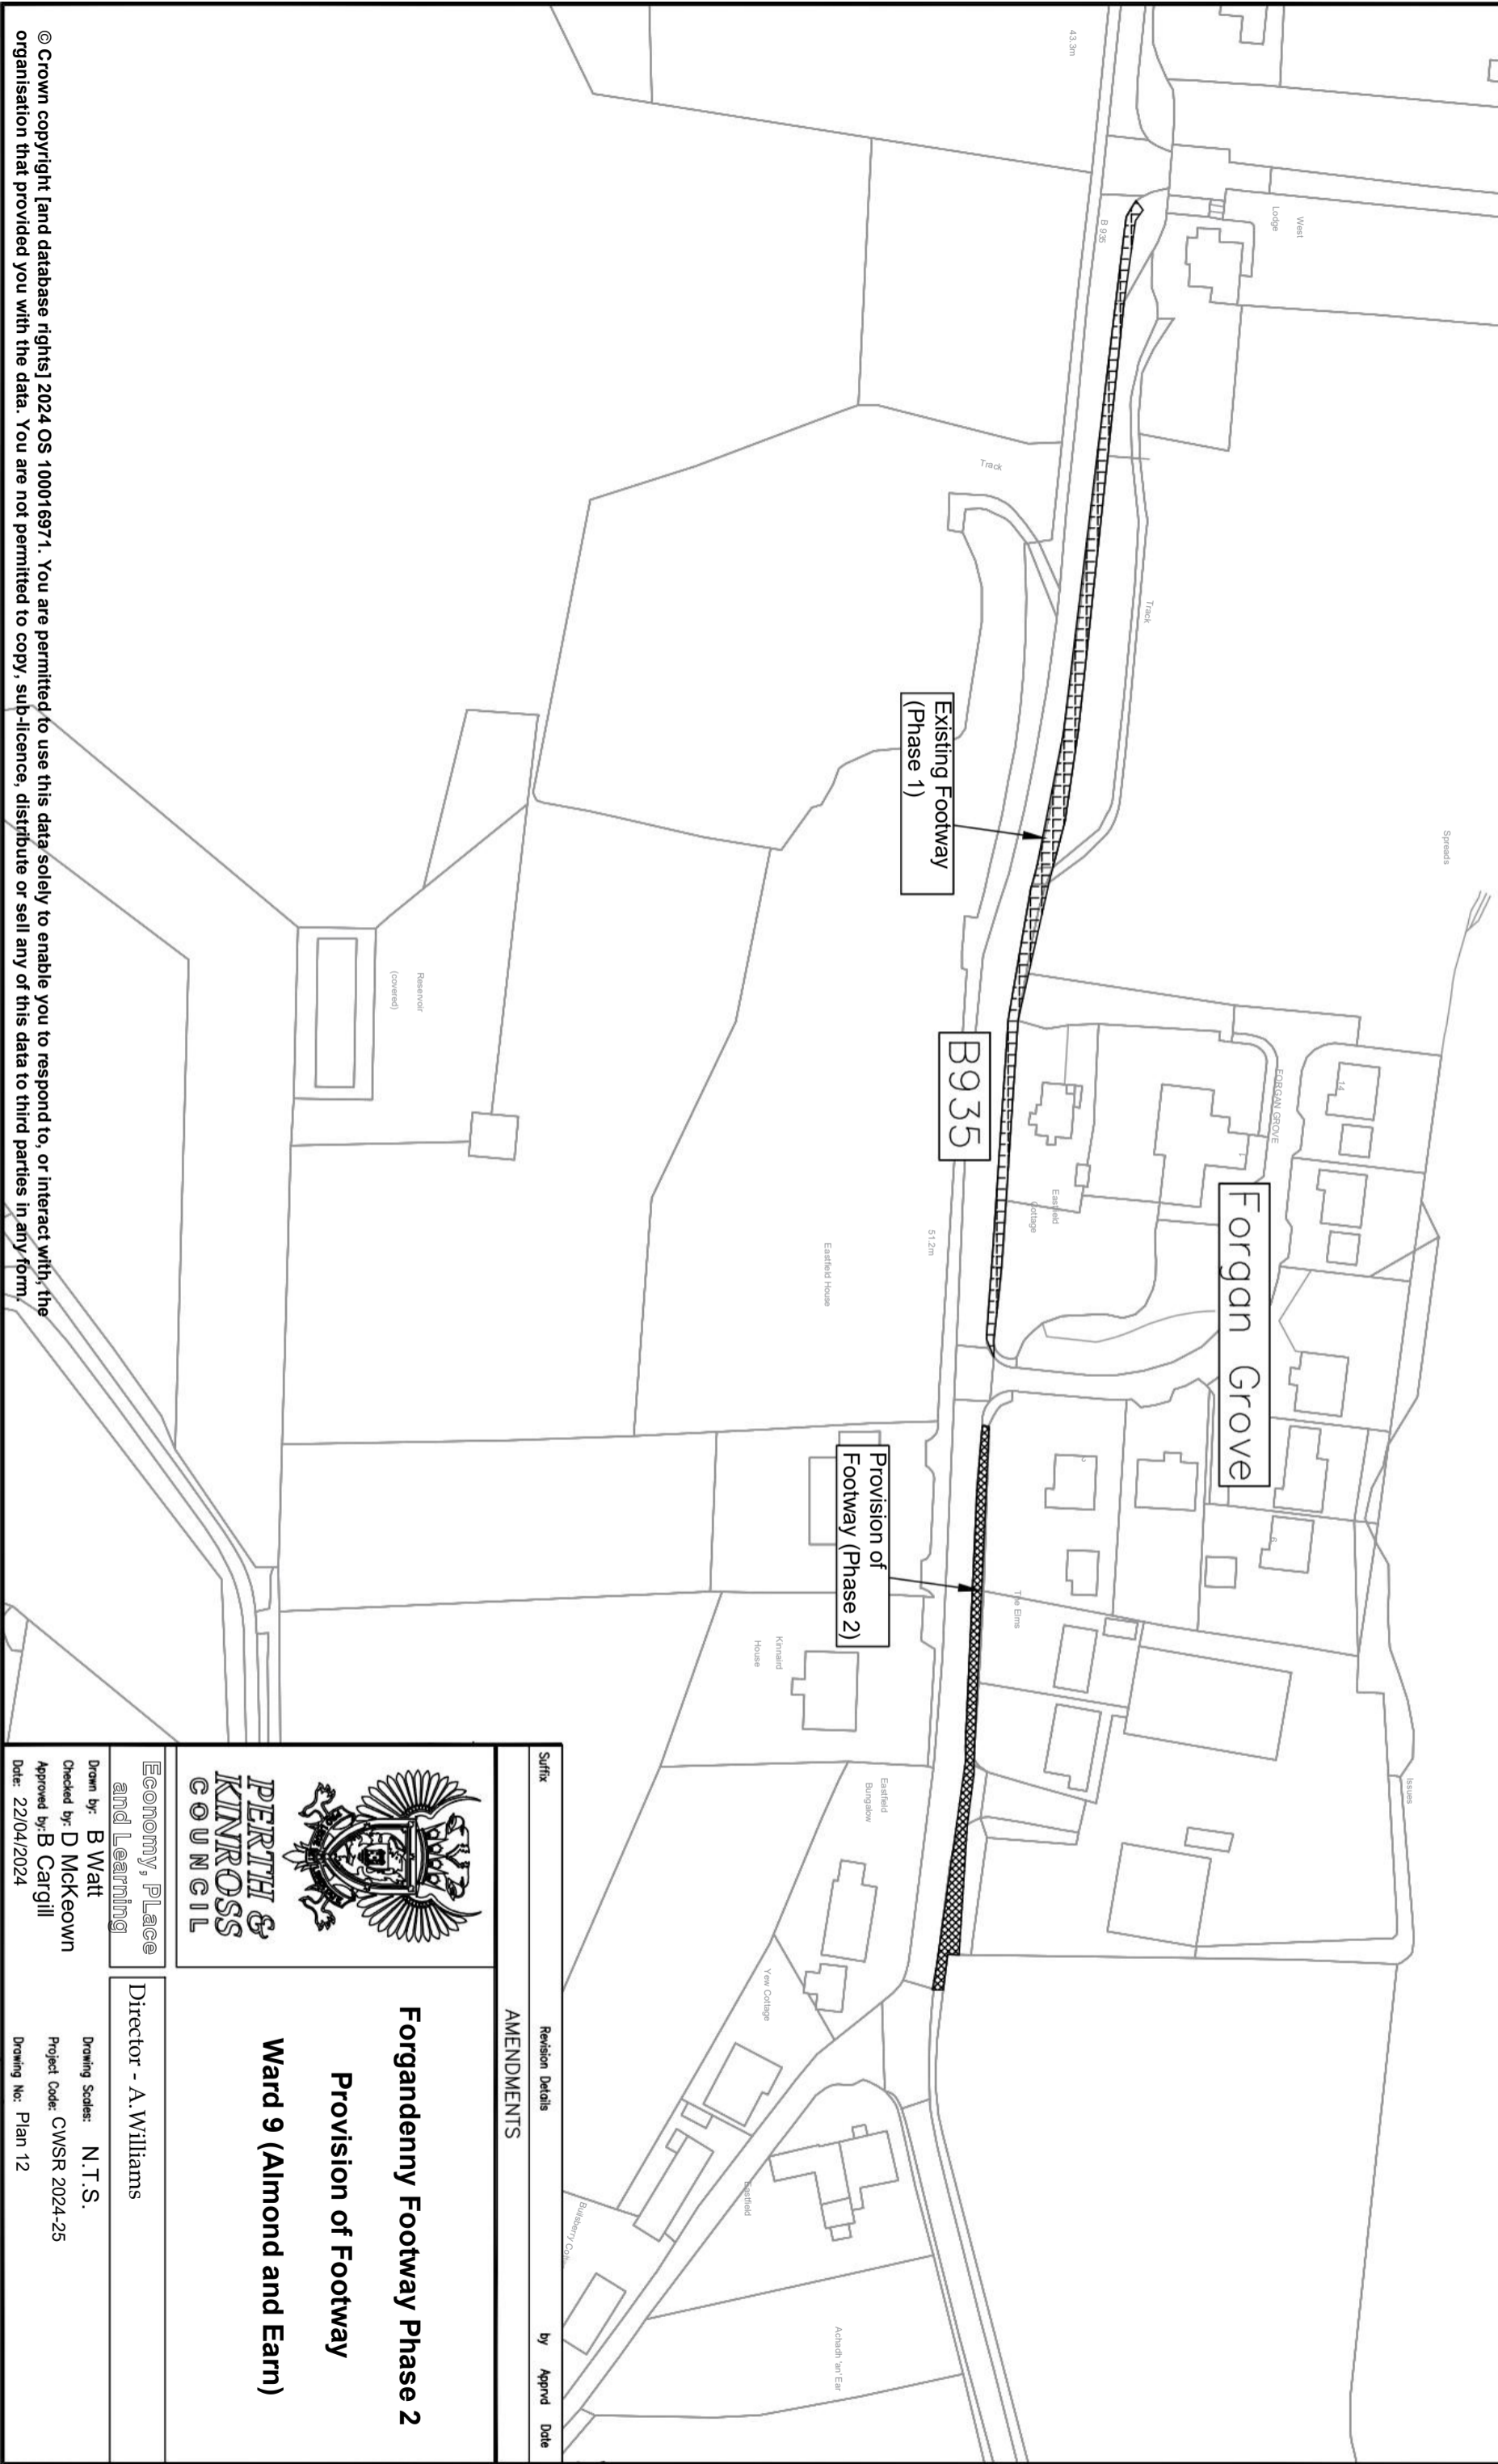 43.3m
B 935
West
Lodge
Track
Track
Spreads
Existing Footway
(Phase 1)
B935
Reservoir
(covered)
FORGAN GROVE
14
1
Eastfield
Cottage
51.2m
Eastfield House
Forgan Grove
Provision of
Footway (Phase 2)
6
The Elms
Kinnaird
House
Issues
Eastfield
Bungalow
Yew Cottage
Eastfield
Achadh 'an' Ear
Suffix Revision Details by Apprvd Date
AMENDMENTS
PERTH &
KINROSS
COUNCIL
Forgandenny Footway Phase 2
Provision of Footway
Ward 9 (Almond and Earn)
Economy, PLace
and Learning
Director - A.Williams
Drawn by: B Watt
Checked by: D McKeown
Approved by: B Cargill
Date: 22/04/2024
Drawing Scales: N.T.S.
Project Code: CWSR 2024-25
Drawing No: Plan 12
© Crown copyright [and database rights] 2024 OS 100016971. You are permitted to use this data solely to enable you to respond to, or interact with, the
organisation that provided you with the data. You are not permitted to copy, sub-licence, distribute or sell any of this data to third parties in any form.